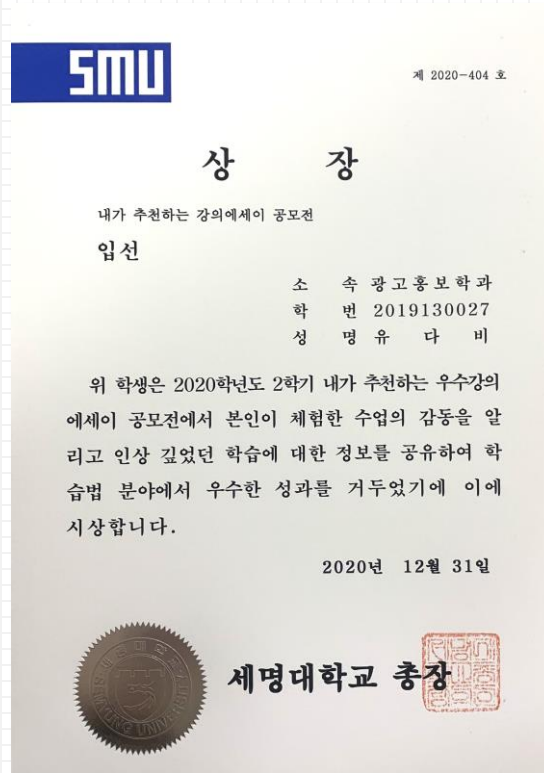 SMU
제 2020-404 호
상 장
내가 추천하는 강의에세이 공모전
입선
소 속 광고홍보학과
학 번 2019130027
성 명 유 다 비
위 학생은 2020학년도 2학기 내가 추천하는 우수강의
에세이 공모전에서 본인이 체험한 수업의 감동을 알
리고 인상 깊었던 학습에 대한 정보를 공유하여 학
습법 분야에서 우수한 성과를 거두었기에 이에
시상합니다.
2020년 12월 31일
세명대학교 총장
SEMYUNG UNIVERSITY